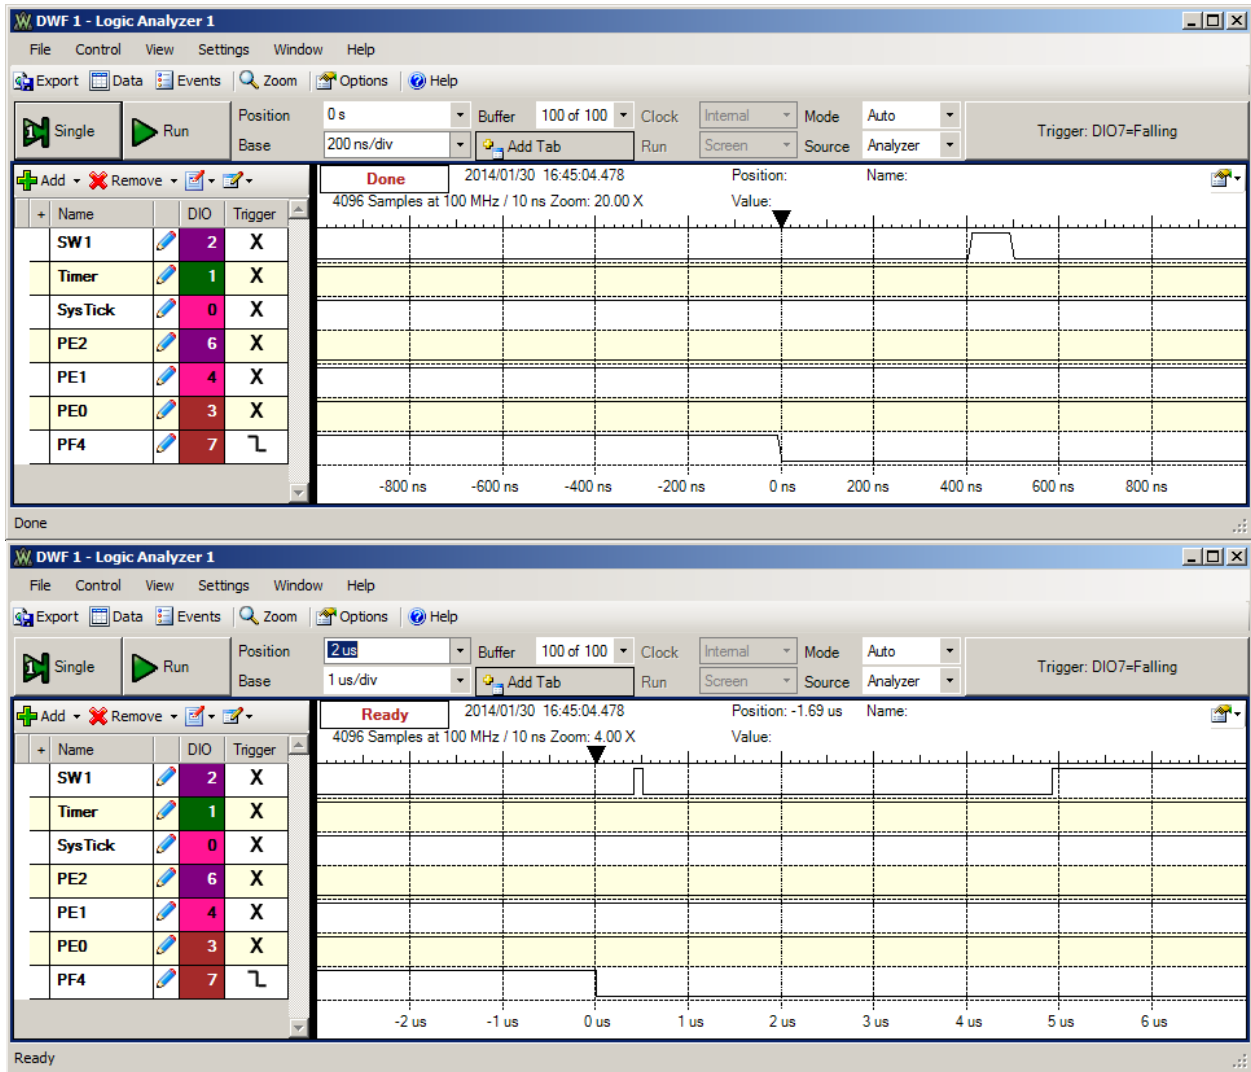 DWF 1 - Logic Analyzer 1
File Control View Settings Window Help
Export Data Events Zoom Options Help
Single Run Position 0 s Buffer 100 of 100 Clock Internal Mode Auto Trigger: DIO7=Falling
Base 200 ns/div Add Tab Run Screen Source Analyzer
Add Remove Done 2014/01/30 16:45:04.478 Position: Name:
4096 Samples at 100 MHz / 10 ns Zoom: 20.00 X Value:
+ Name DIO Trigger
SW1 2 X
Timer 1 X
SysTick 0 X
PE2 6 X
PE1 4 X
PE0 3 X
PF4 7
-800 ns -600 ns -400 ns -200 ns 0 ns 200 ns 400 ns 600 ns 800 ns
Done
DWF 1 - Logic Analyzer 1
File Control View Settings Window Help
Export Data Events Zoom Options Help
Single Run Position 2 us Buffer 100 of 100 Clock Internal Mode Auto Trigger: DIO7=Falling
Base 1 us/div Add Tab Run Screen Source Analyzer
Add Remove Ready 2014/01/30 16:45:04.478 Position: -1.69 us Name:
4096 Samples at 100 MHz / 10 ns Zoom: 4.00 X Value:
+ Name DIO Trigger
SW1 2 X
Timer 1 X
SysTick 0 X
PE2 6 X
PE1 4 X
PE0 3 X
PF4 7
-2 us -1 us 0 us 1 us 2 us 3 us 4 us 5 us 6 us
Ready